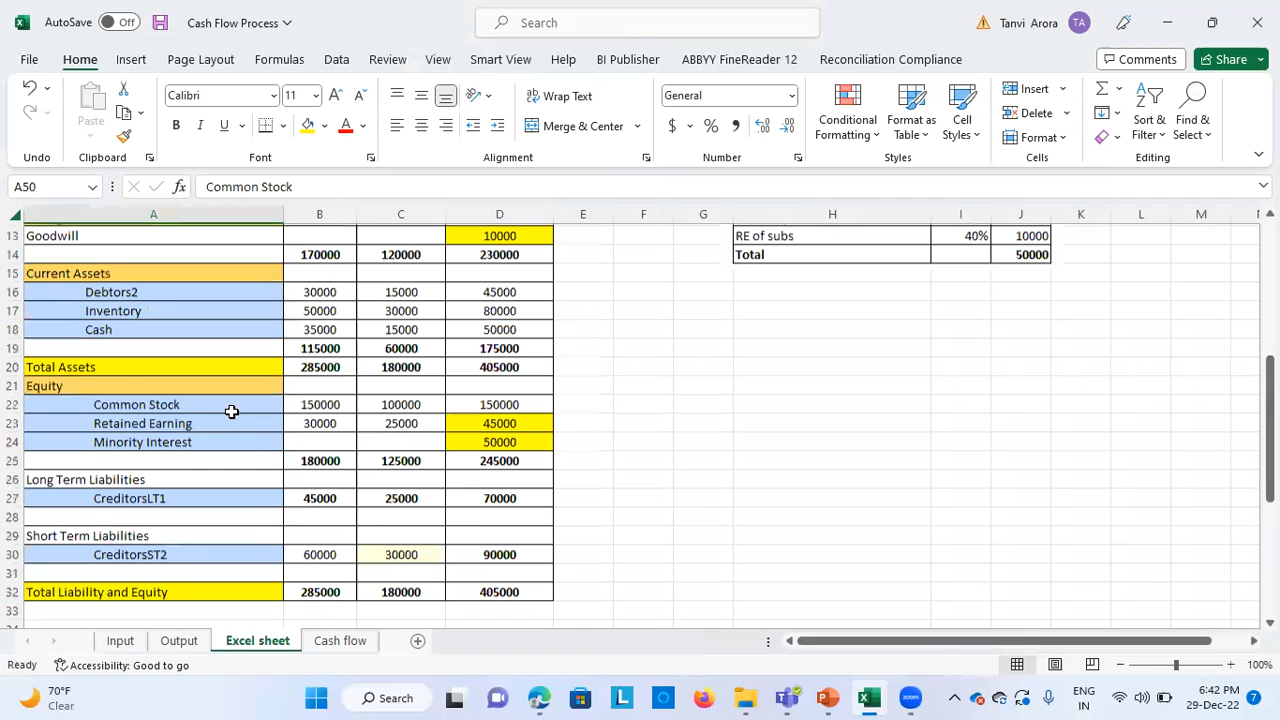 AutoSave Off Cash Flow Process Search Tanvi Arora TA
File Home Insert Page Layout Formulas Data Review View Smart View Help BI Publisher ABBYY FineReader 12 Reconciliation Compliance Comments Share
Paste Calibri 11 Wrap Text General Conditional Formatting Format as Table Cell Styles Insert Delete Format Sort & Filter Find & Select
B I U Merge & Center $ %
Undo Clipboard Font Alignment Number Styles Cells Editing
A50 fx Common Stock
A B C D E F G H I J K L M N
13 Goodwill 10000 RE of subs 40% 10000
14 170000 120000 230000 Total 50000
15 Current Assets
16 Debtors2 30000 15000 45000
17 Inventory 50000 30000 80000
18 Cash 35000 15000 50000
19 115000 60000 175000
20 Total Assets 285000 180000 405000
21 Equity
22 Common Stock 150000 100000 150000
23 Retained Earning 30000 25000 45000
24 Minority Interest 50000
25 180000 125000 245000
26 Long Term Liabilities
27 CreditorsLT1 45000 25000 70000
28
29 Short Term Liabilities
30 CreditorsST2 60000 30000 90000
31
32 Total Liability and Equity 285000 180000 405000
33
Input Output Excel sheet Cash flow
Ready Accessibility: Good to go 100%
70°F
Clear
Search
zoom
ENG
IN
6:42 PM
29-Dec-22
7